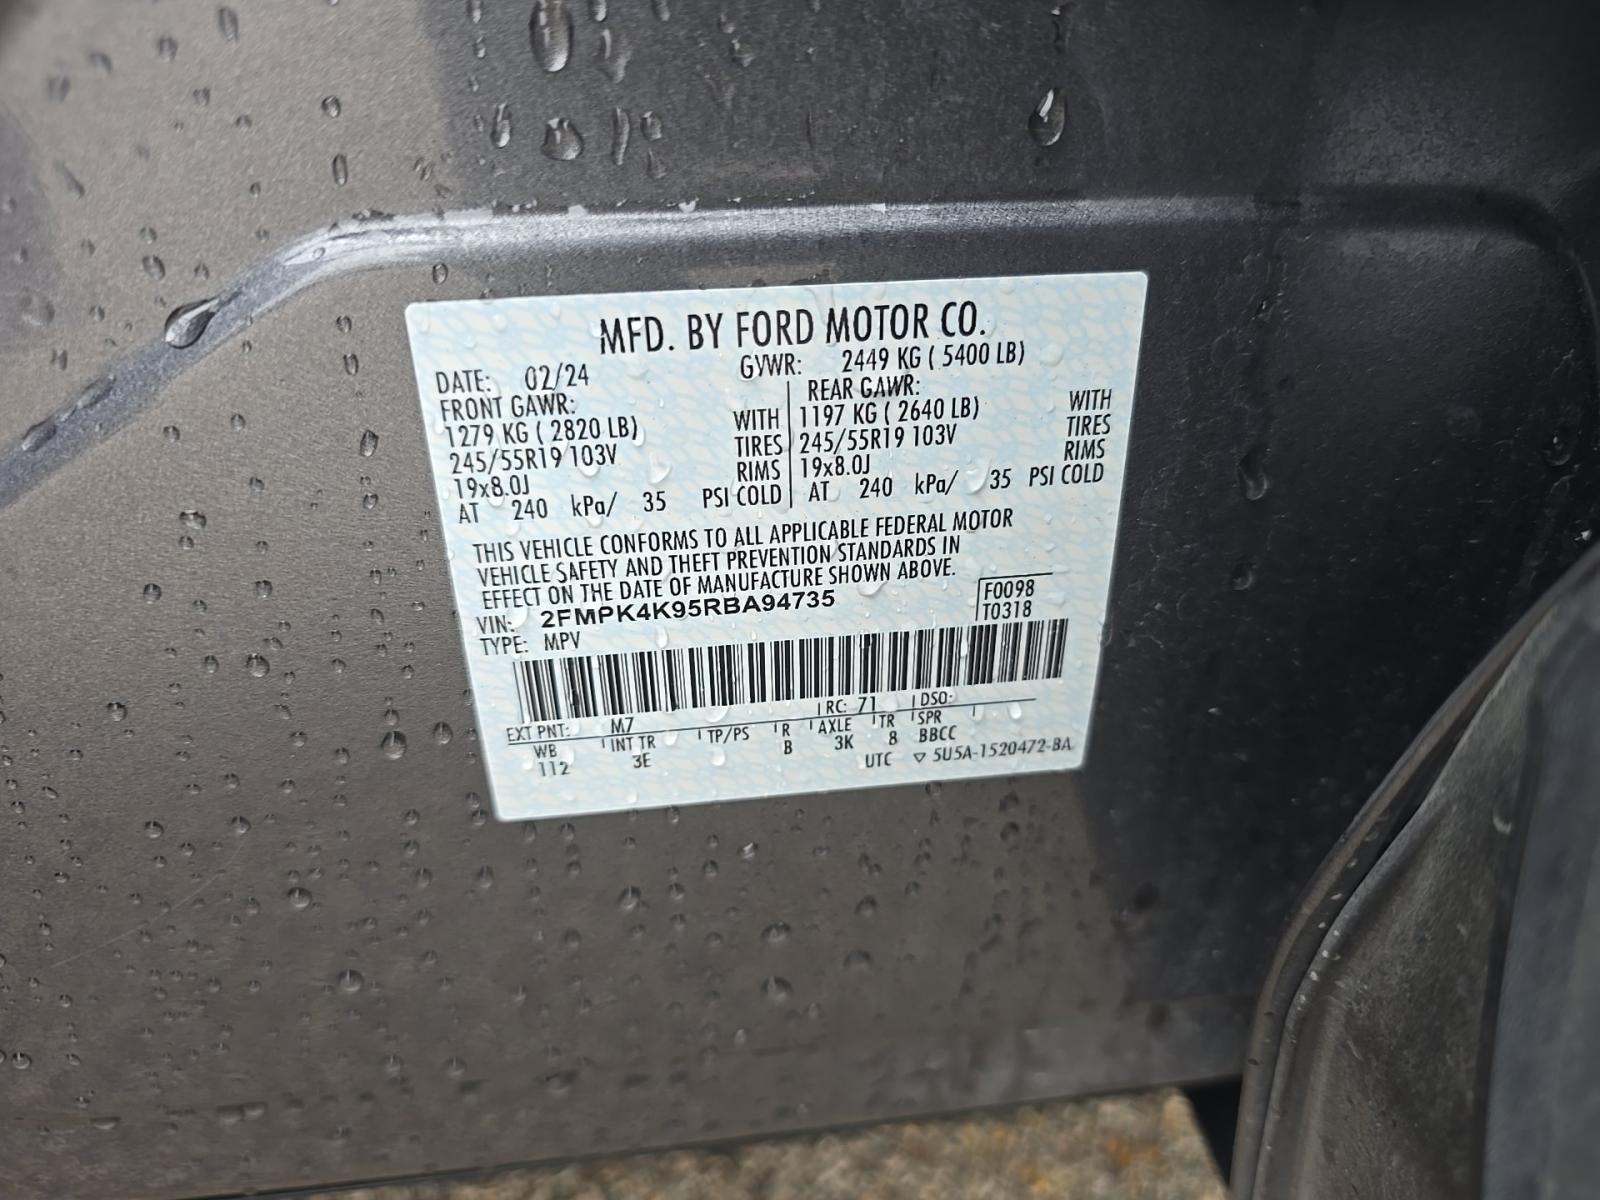 MFD. BY FORD MOTOR CO.
DATE: 02/24 GVWR: 2449 KG ( 5400 LB)
FRONT GAWR: REAR GAWR:
1279 KG ( 2820 LB) WITH 1197 KG ( 2640 LB) WITH
245/55R19 103V TIRES 245/55R19 103V TIRES
19x8.0J RIMS 19x8.0J RIMS
AT 240 kPa/ 35 PSI COLD AT 240 kPa/ 35 PSI COLD
THIS VEHICLE CONFORMS TO ALL APPLICABLE FEDERAL MOTOR
VEHICLE SAFETY AND THEFT PREVENTION STANDARDS IN
EFFECT ON THE DATE OF MANUFACTURE SHOWN ABOVE.
VIN: 2FMPK4K95RBA94735 F0098
TYPE: MPV T0318
EXT PNT: M7 RC: 71 DSO:
WB INT TR TP/PS R AXLE TR SPR
112 3E B 3K 8 BBCC
UTC ▽ 5U5A-1520472-BA